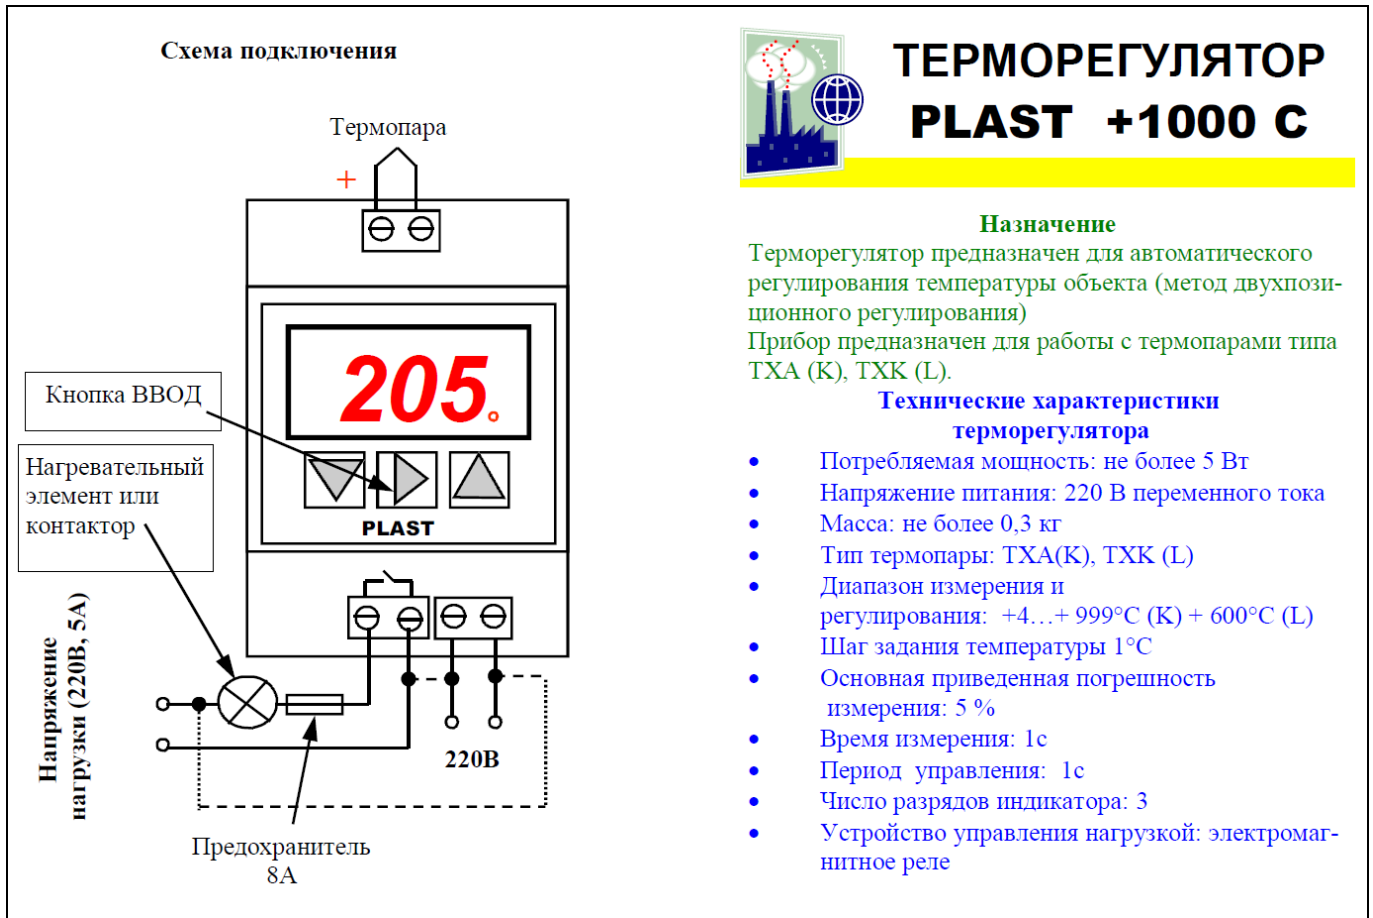 Схема подключения
Термопара
+
205.
Кнопка ВВОД
Нагревательный
элемент или
контактор
PLAST
Напряжение
нагрузки (220В, 5А)
220В
Предохранитель
8А
ТЕРМОРЕГУЛЯТОР
PLAST +1000 С
Назначение
Терморегулятор предназначен для автоматического
регулирования температуры объекта (метод двухпози-
ционного регулирования)
Прибор предназначен для работы с термопарами типа
ТХА (K), ТХК (L).
Технические характеристики
терморегулятора
• Потребляемая мощность: не более 5 Вт
• Напряжение питания: 220 В переменного тока
• Масса: не более 0,3 кг
• Тип термопары: ТХА(K), ТХК (L)
• Диапазон измерения и
регулирования: +4…+ 999°С (K) + 600°С (L)
• Шаг задания температуры 1°С
• Основная приведенная погрешность
измерения: 5 %
• Время измерения: 1с
• Период управления: 1с
• Число разрядов индикатора: 3
• Устройство управления нагрузкой: электромаг-
нитное реле